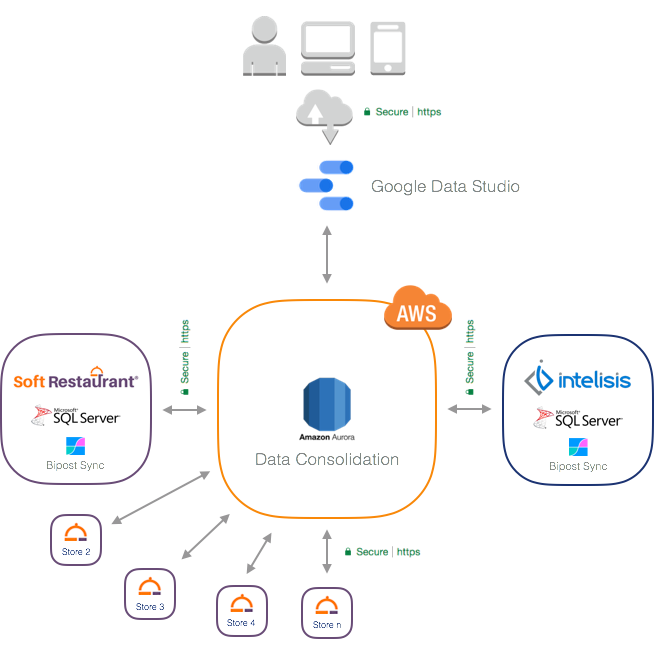 Secure | https
Google Data Studio
AWS
Secure | https
Secure | https
Soft Restaurant®
Microsoft®
SQL Server®
Bipost Sync
Amazon Aurora
Data Consolidation
intelisis
Microsoft®
SQL Server®
Bipost Sync
Store 2
Store 3
Store 4
Store n
Secure | https